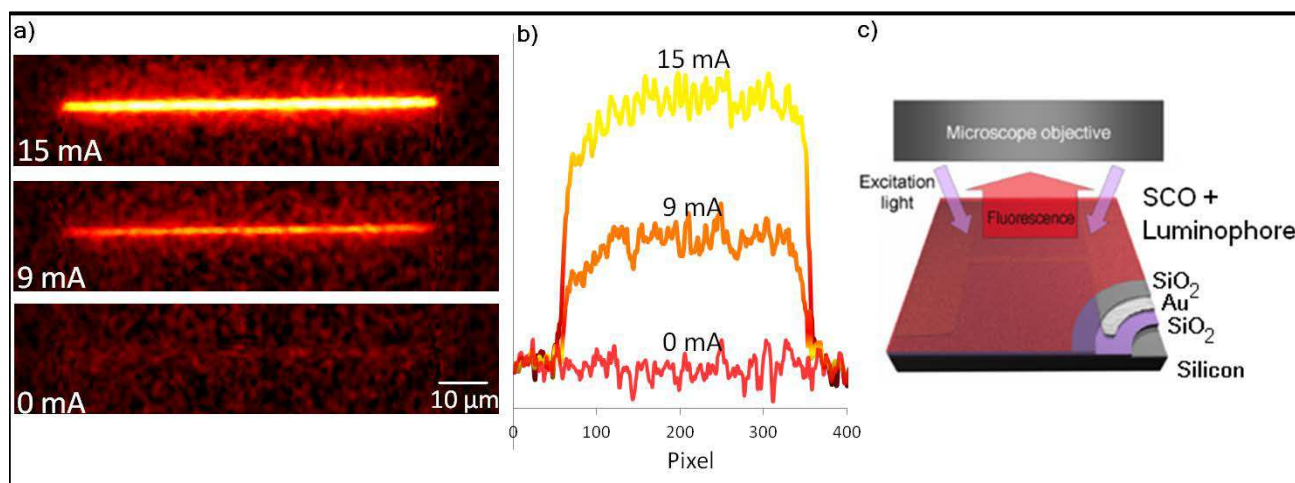 a)
15 mA
9 mA
0 mA
10 µm
b)
15 mA
9 mA
0 mA
0
100
200
300
400
Pixel
c)
Microscope objective
Excitation
light
Fluorescence
SCO +
Luminophore
SiO₂
Au
SiO₂
Silicon